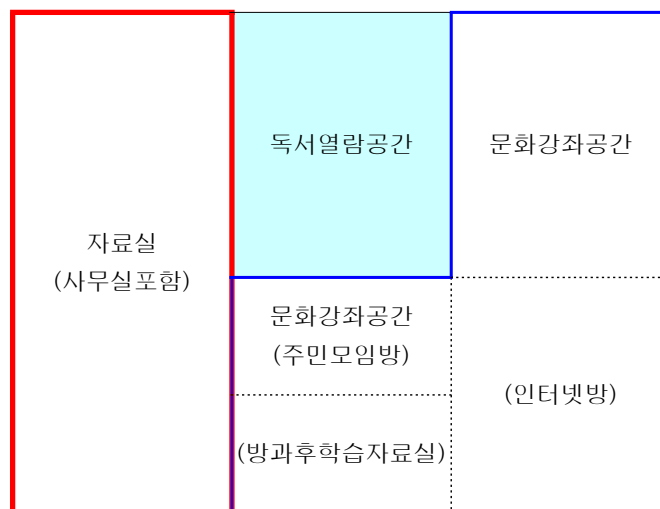 독서열람공간
문화강좌공간
자료실
(사무실포함)
문화강좌공간
(주민모임방)
(인터넷방)
(방과후학습자료실)